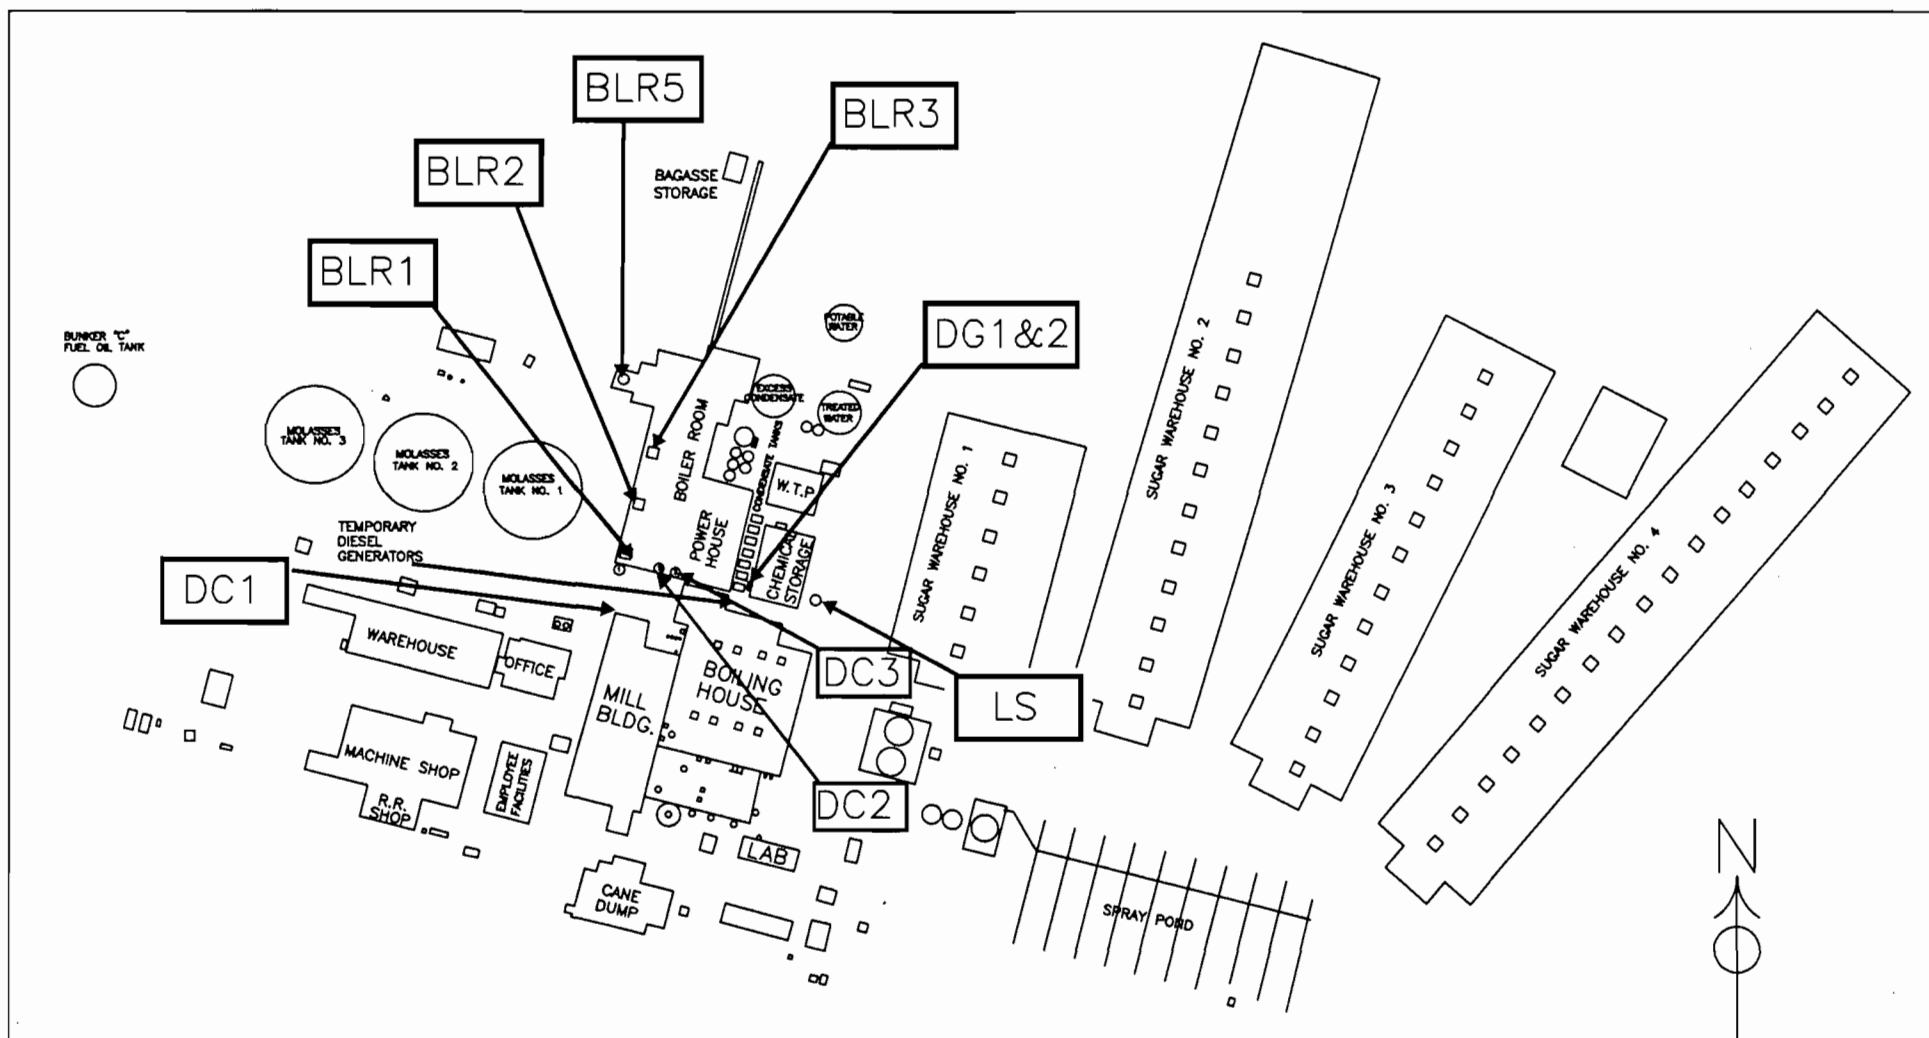 BLR5
BLR3
BLR2
BAGASSE
STORAGE
BLR1
POTABLE
WATER
DG1&2
BUNKER "C"
FUEL OIL TANK
EXCESS
CONDENSATE
TREATED
WATER
MOLASSES
TANK NO. 3
MOLASSES
TANK NO. 2
MOLASSES
TANK NO. 1
BOILER ROOM
CONDENSATE TANKS
W.T.P
POWER
HOUSE
CHEMICAL
STORAGE
SUGAR WAREHOUSE NO. 1
SUGAR WAREHOUSE NO. 2
SUGAR WAREHOUSE NO. 3
SUGAR WAREHOUSE NO. 4
TEMPORARY
DIESEL
GENERATORS
DC1
WAREHOUSE
OFFICE
MILL
BLDG.
BOILING
HOUSE
DC3
LS
MACHINE SHOP
R.R.
SHOP
EMPLOYEE
FACILITIES
DC2
LAB
CANE
DUMP
SPRAY POND
N